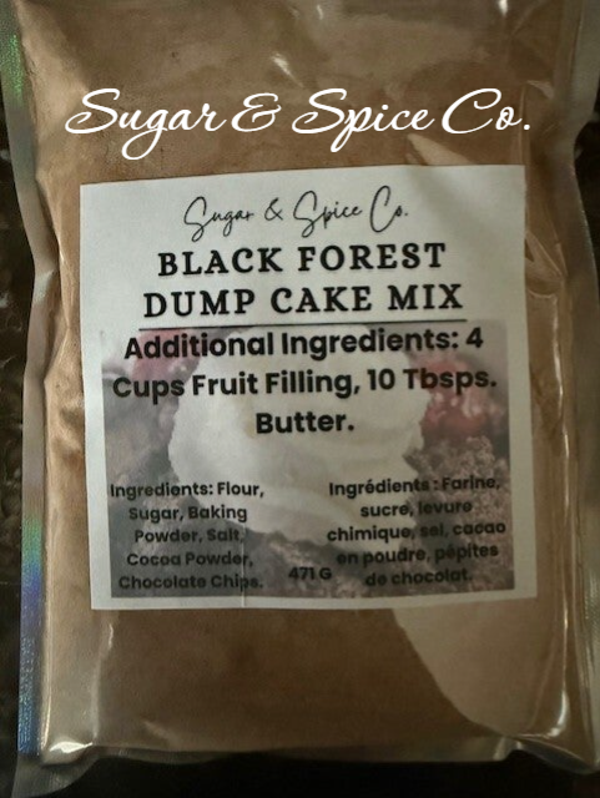 Sugar & Spice Co.
Sugar & Spice Co.
BLACK FOREST
DUMP CAKE MIX
Additional Ingredients: 4
Cups Fruit Filling, 10 Tbsps.
Butter.
Ingredients: Flour,
Sugar, Baking
Powder, Salt,
Cocoa Powder,
Chocolate Chips.
471 G
Ingrédients : Farine,
sucre, levure
chimique, sel, cacao
en poudre, pépites
de chocolat.